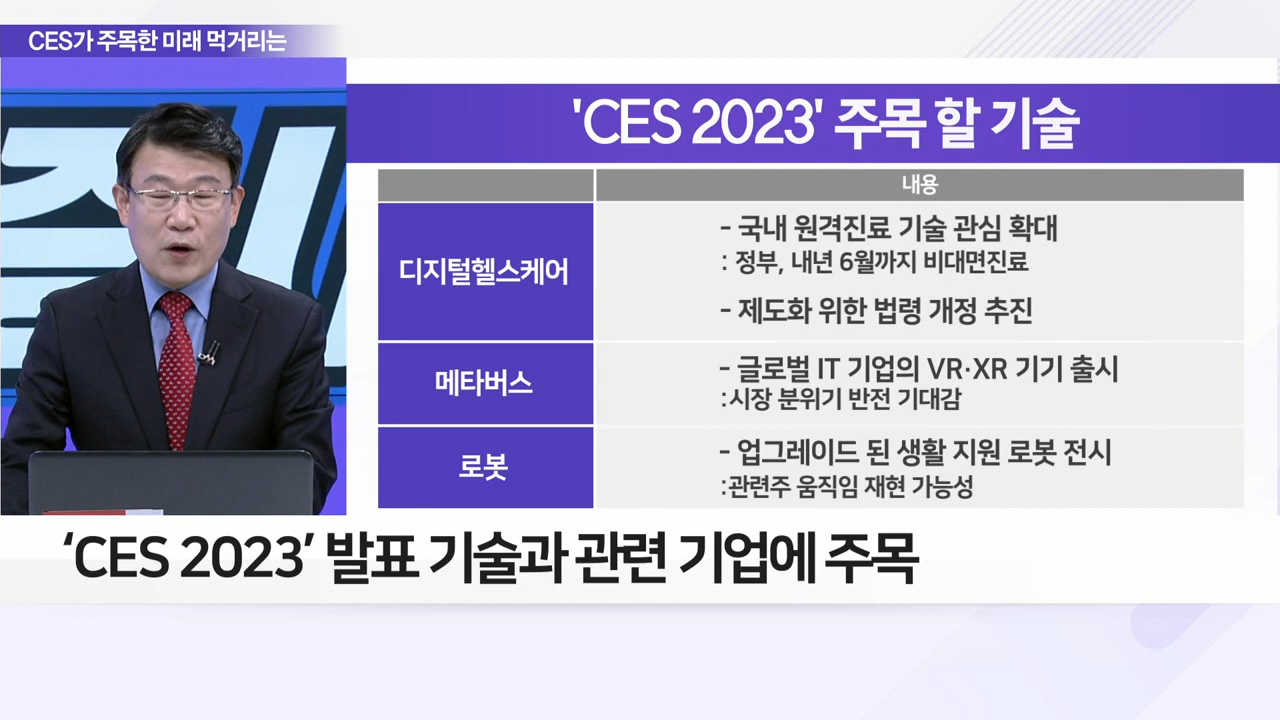 CES가 주목한 미래 먹거리는
'CES 2023' 주목 할 기술
내용
디지털헬스케어
- 국내 원격진료 기술 관심 확대
: 정부, 내년 6월까지 비대면진료
- 제도화 위한 법령 개정 추진
메타버스
- 글로벌 IT 기업의 VR·XR 기기 출시
:시장 분위기 반전 기대감
로봇
- 업그레이드 된 생활 지원 로봇 전시
:관련주 움직임 재현 가능성
‘CES 2023’ 발표 기술과 관련 기업에 주목